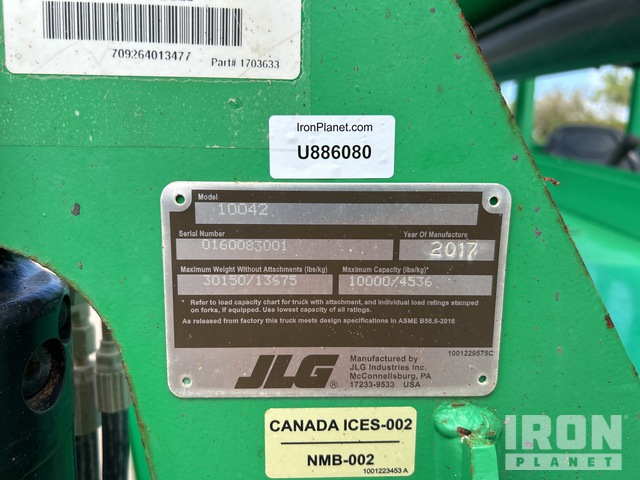 709264013477
Part# 1703633
IronPlanet.com
U886080
Model
10042
Serial Number
0160083001
Year Of Manufacture
2017
Maximum Weight Without Attachments (lbs/kg)
30150/13675
Maximum Capacity (lbs/kg)*
10000/4536
* Refer to load capacity chart for truck with attachment, and individual load ratings stamped
on forks, if equipped. Use lowest capacity of all ratings.
As released from factory this truck meets design specifications in ASME B56.6-2016
JLG®
Manufactured by
JLG Industries Inc.
McConnellsburg, PA
17233-9533 USA
1001229575C
CANADA ICES-002
NMB-002
1001223453 A
IRON
PLANET